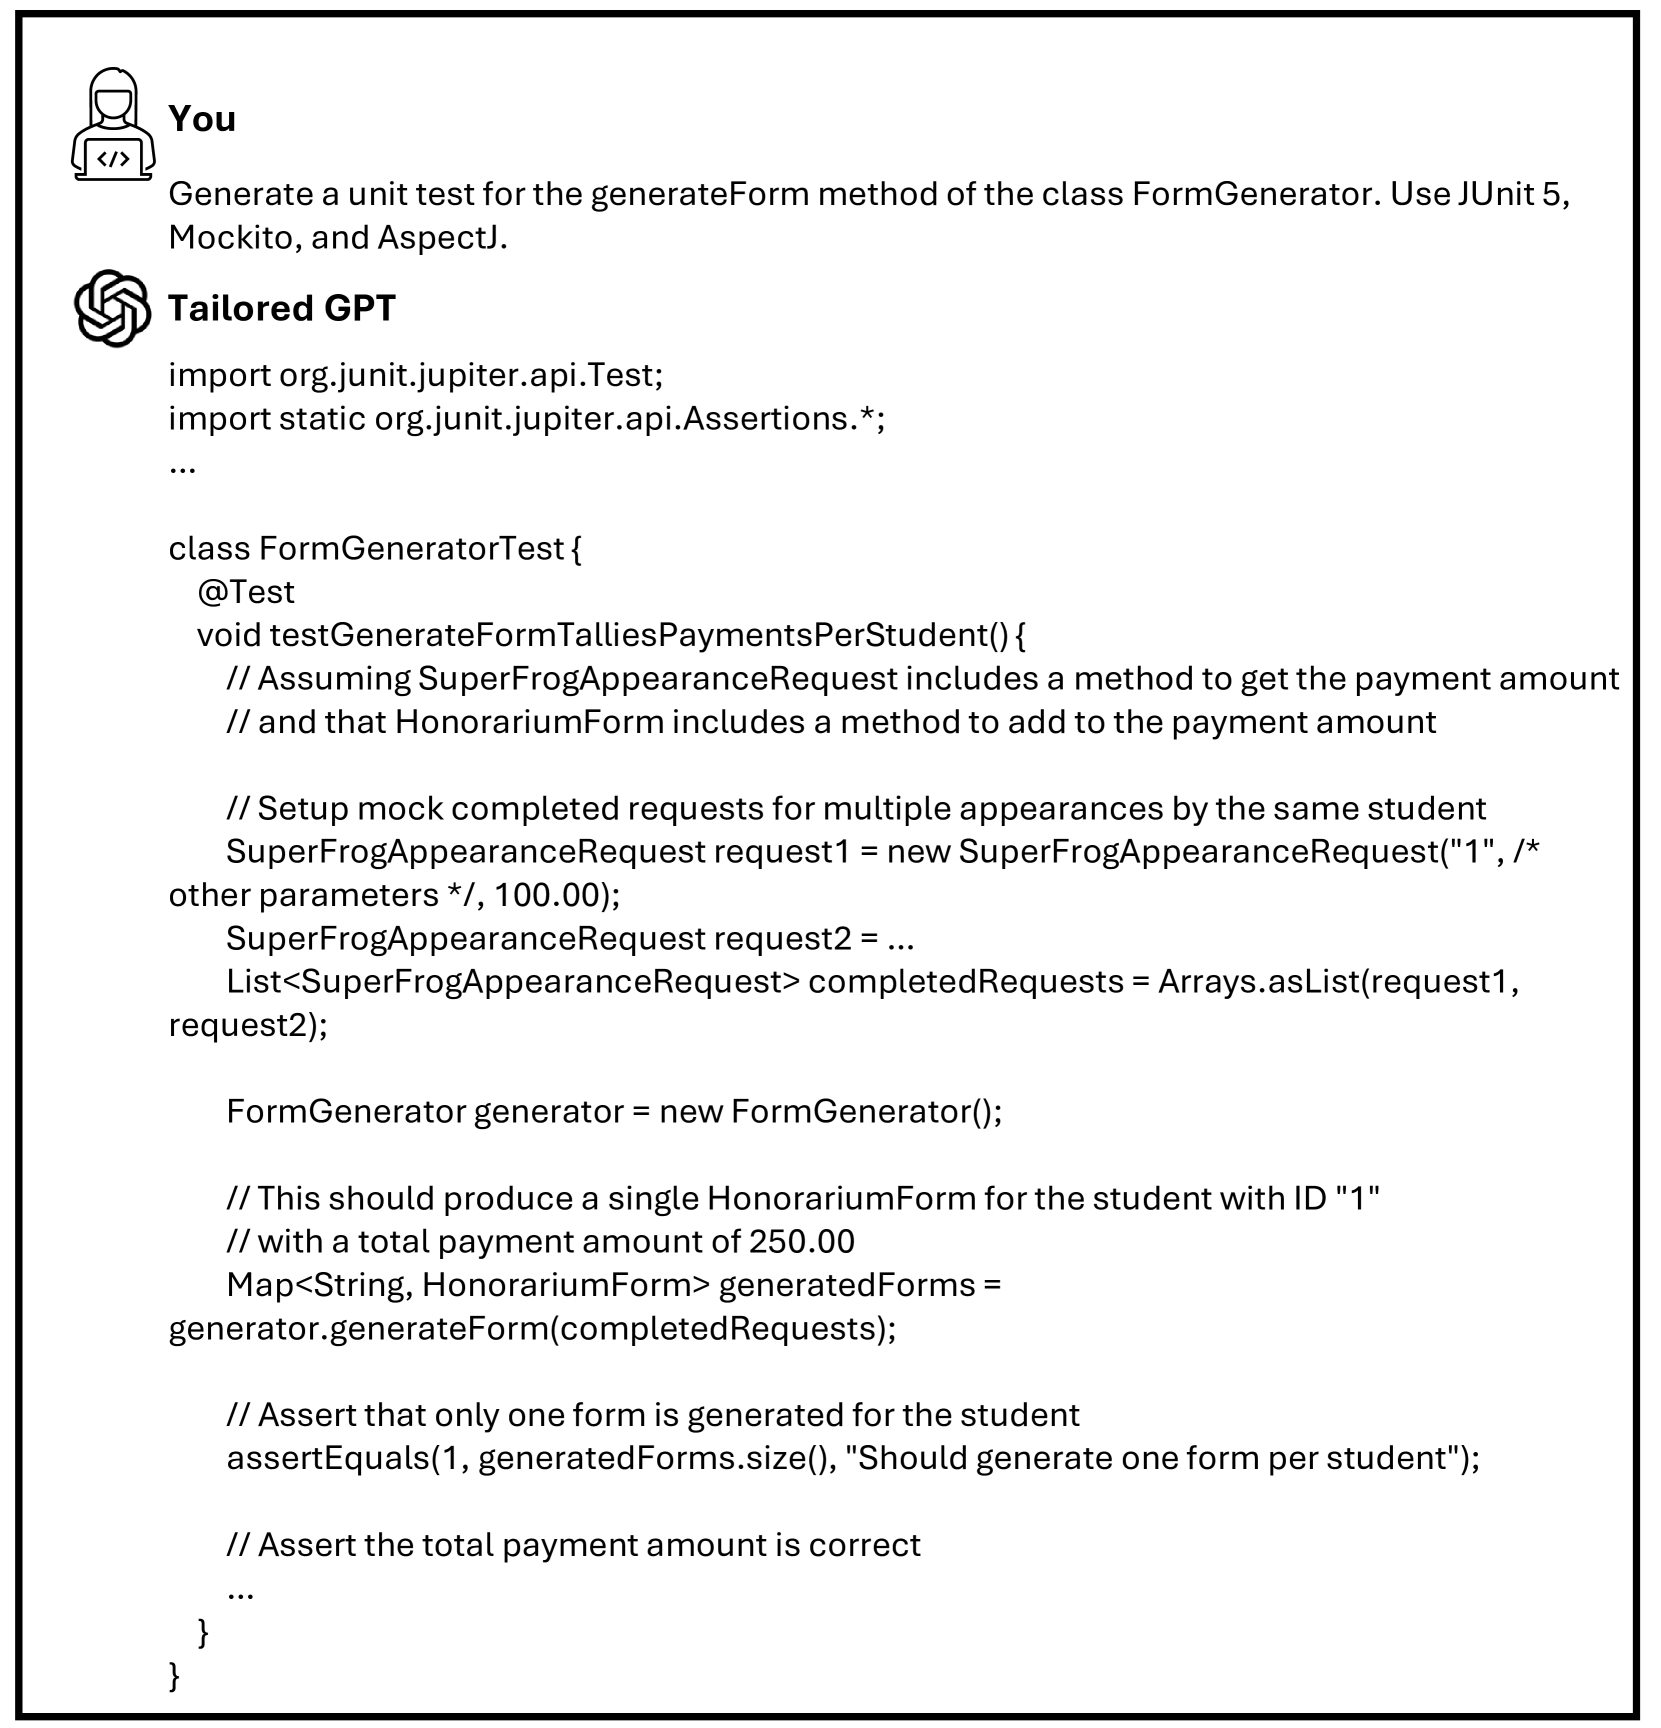 You
</>
Generate a unit test for the generateForm method of the class FormGenerator. Use JUnit 5,
Mockito, and AspectJ.
Tailored GPT
import org.junit.jupiter.api.Test;
import static org.junit.jupiter.api.Assertions.*;
...
class FormGeneratorTest {
@Test
void testGenerateFormTalliesPaymentsPerStudent() {
// Assuming SuperFrogAppearanceRequest includes a method to get the payment amount
// and that HonorariumForm includes a method to add to the payment amount
// Setup mock completed requests for multiple appearances by the same student
SuperFrogAppearanceRequest request1 = new SuperFrogAppearanceRequest("1", /*
other parameters */, 100.00);
SuperFrogAppearanceRequest request2 = ...
List<SuperFrogAppearanceRequest> completedRequests = Arrays.asList(request1,
request2);
FormGenerator generator = new FormGenerator();
// This should produce a single HonorariumForm for the student with ID "1"
// with a total payment amount of 250.00
Map<String, HonorariumForm> generatedForms =
generator.generateForm(completedRequests);
// Assert that only one form is generated for the student
assertEquals(1, generatedForms.size(), "Should generate one form per student");
// Assert the total payment amount is correct
...
}
}